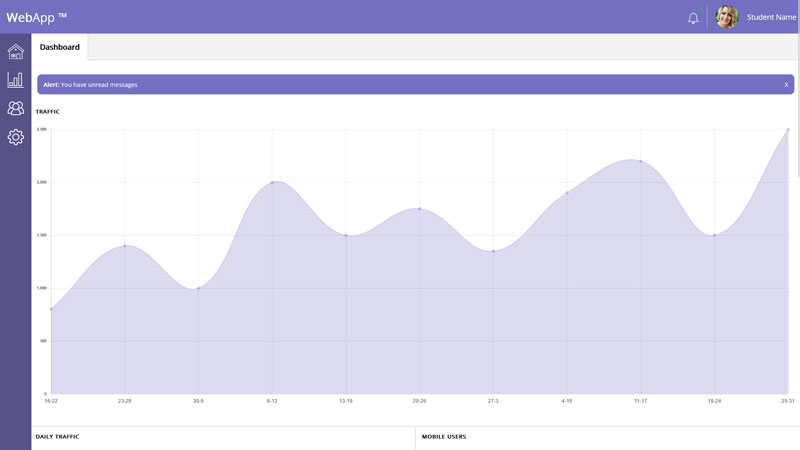 WebApp ™
Student Name
Dashboard
Alert: You have unread messages
X
TRAFFIC
2,500
2,000
1,500
1,000
500
0
16-22
23-29
30-5
6-12
13-19
20-26
27-3
4-10
11-17
18-24
25-31
DAILY TRAFFIC
MOBILE USERS